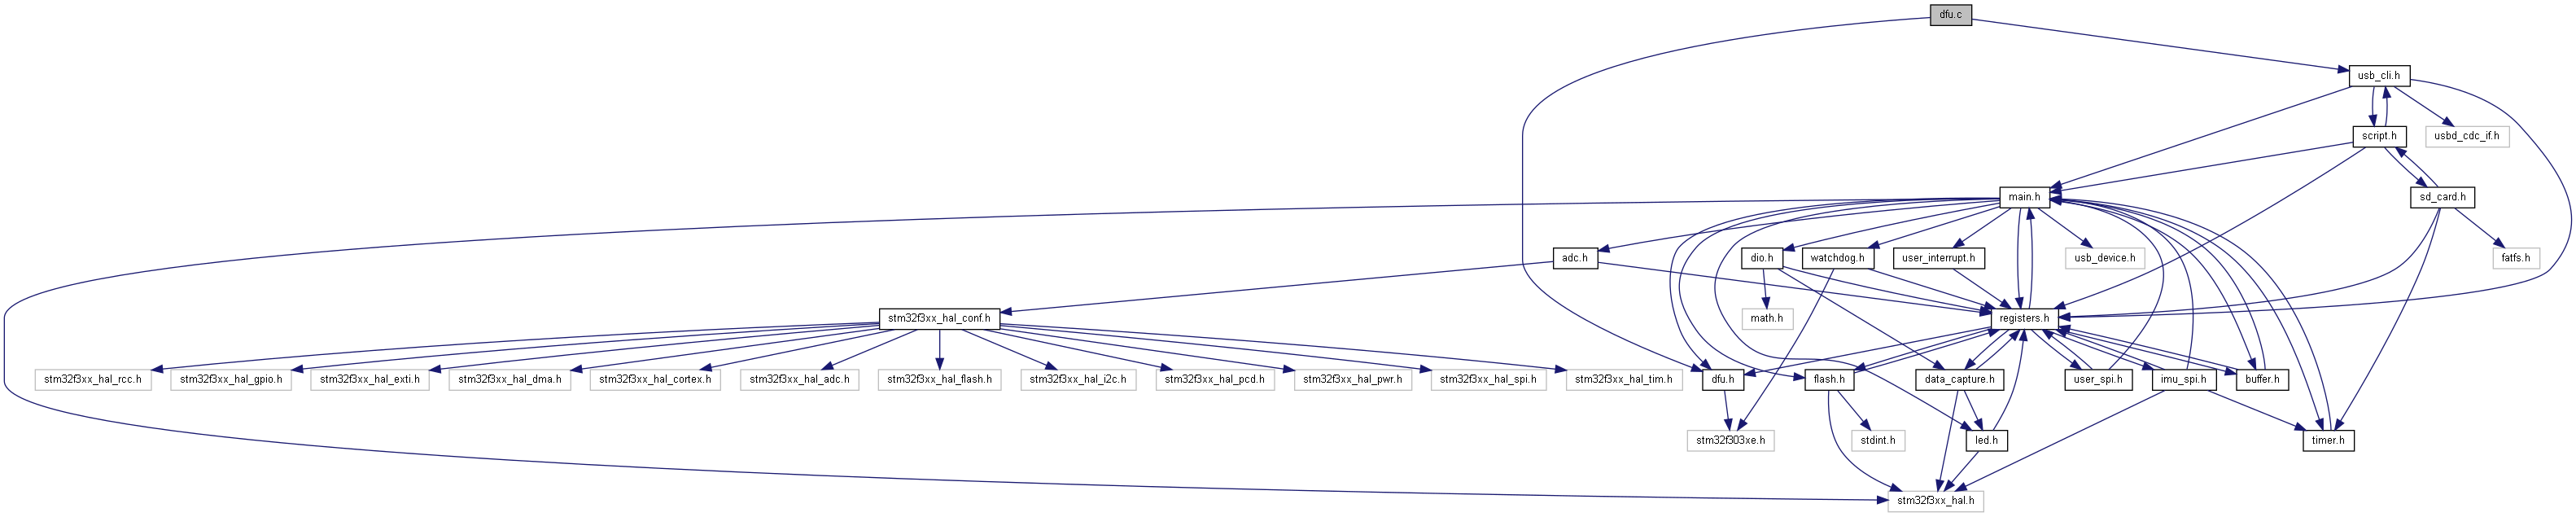 dfu.c
usb_cli.h
script.h
usbd_cdc_if.h
main.h
sd_card.h
adc.h
dio.h
watchdog.h
user_interrupt.h
usb_device.h
fatfs.h
stm32f3xx_hal_conf.h
math.h
registers.h
stm32f3xx_hal_rcc.h
stm32f3xx_hal_gpio.h
stm32f3xx_hal_exti.h
stm32f3xx_hal_dma.h
stm32f3xx_hal_cortex.h
stm32f3xx_hal_adc.h
stm32f3xx_hal_flash.h
stm32f3xx_hal_i2c.h
stm32f3xx_hal_pcd.h
stm32f3xx_hal_pwr.h
stm32f3xx_hal_spi.h
stm32f3xx_hal_tim.h
dfu.h
flash.h
data_capture.h
user_spi.h
imu_spi.h
buffer.h
stm32f303xe.h
stdint.h
led.h
timer.h
stm32f3xx_hal.h